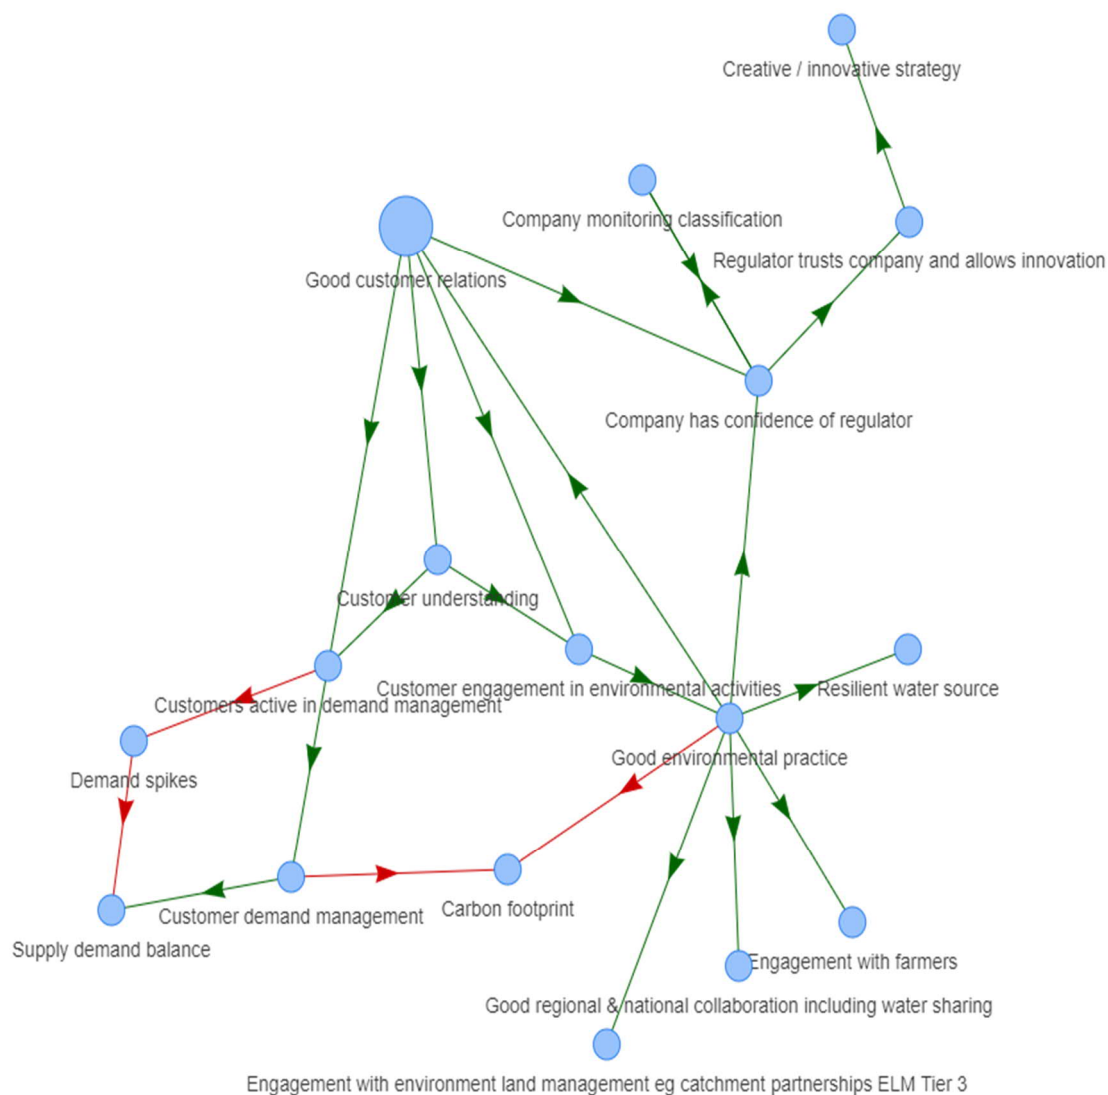 Creative / innovative strategy
Company monitoring classification
Regulator trusts company and allows innovation
Good customer relations
Company has confidence of regulator
Customer understanding
Customer engagement in environmental activities
Resilient water source
Customers active in demand management
Good environmental practice
Demand spikes
Carbon footprint
Customer demand management
Supply demand balance
Engagement with farmers
Good regional & national collaboration including water sharing
Engagement with environment land management eg catchment partnerships ELM Tier 3